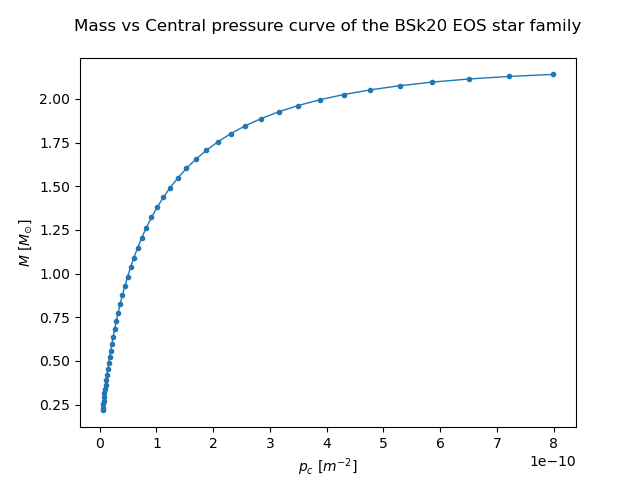 Mass vs Central pressure curve of the BSk20 EOS star family
2.00
1.75
1.50
1.25
1.00
0.75
0.50
0.25
M [M⊙]
0 1 2 3 4 5 6 7 8
1e−10
p_c [m^{−2}]